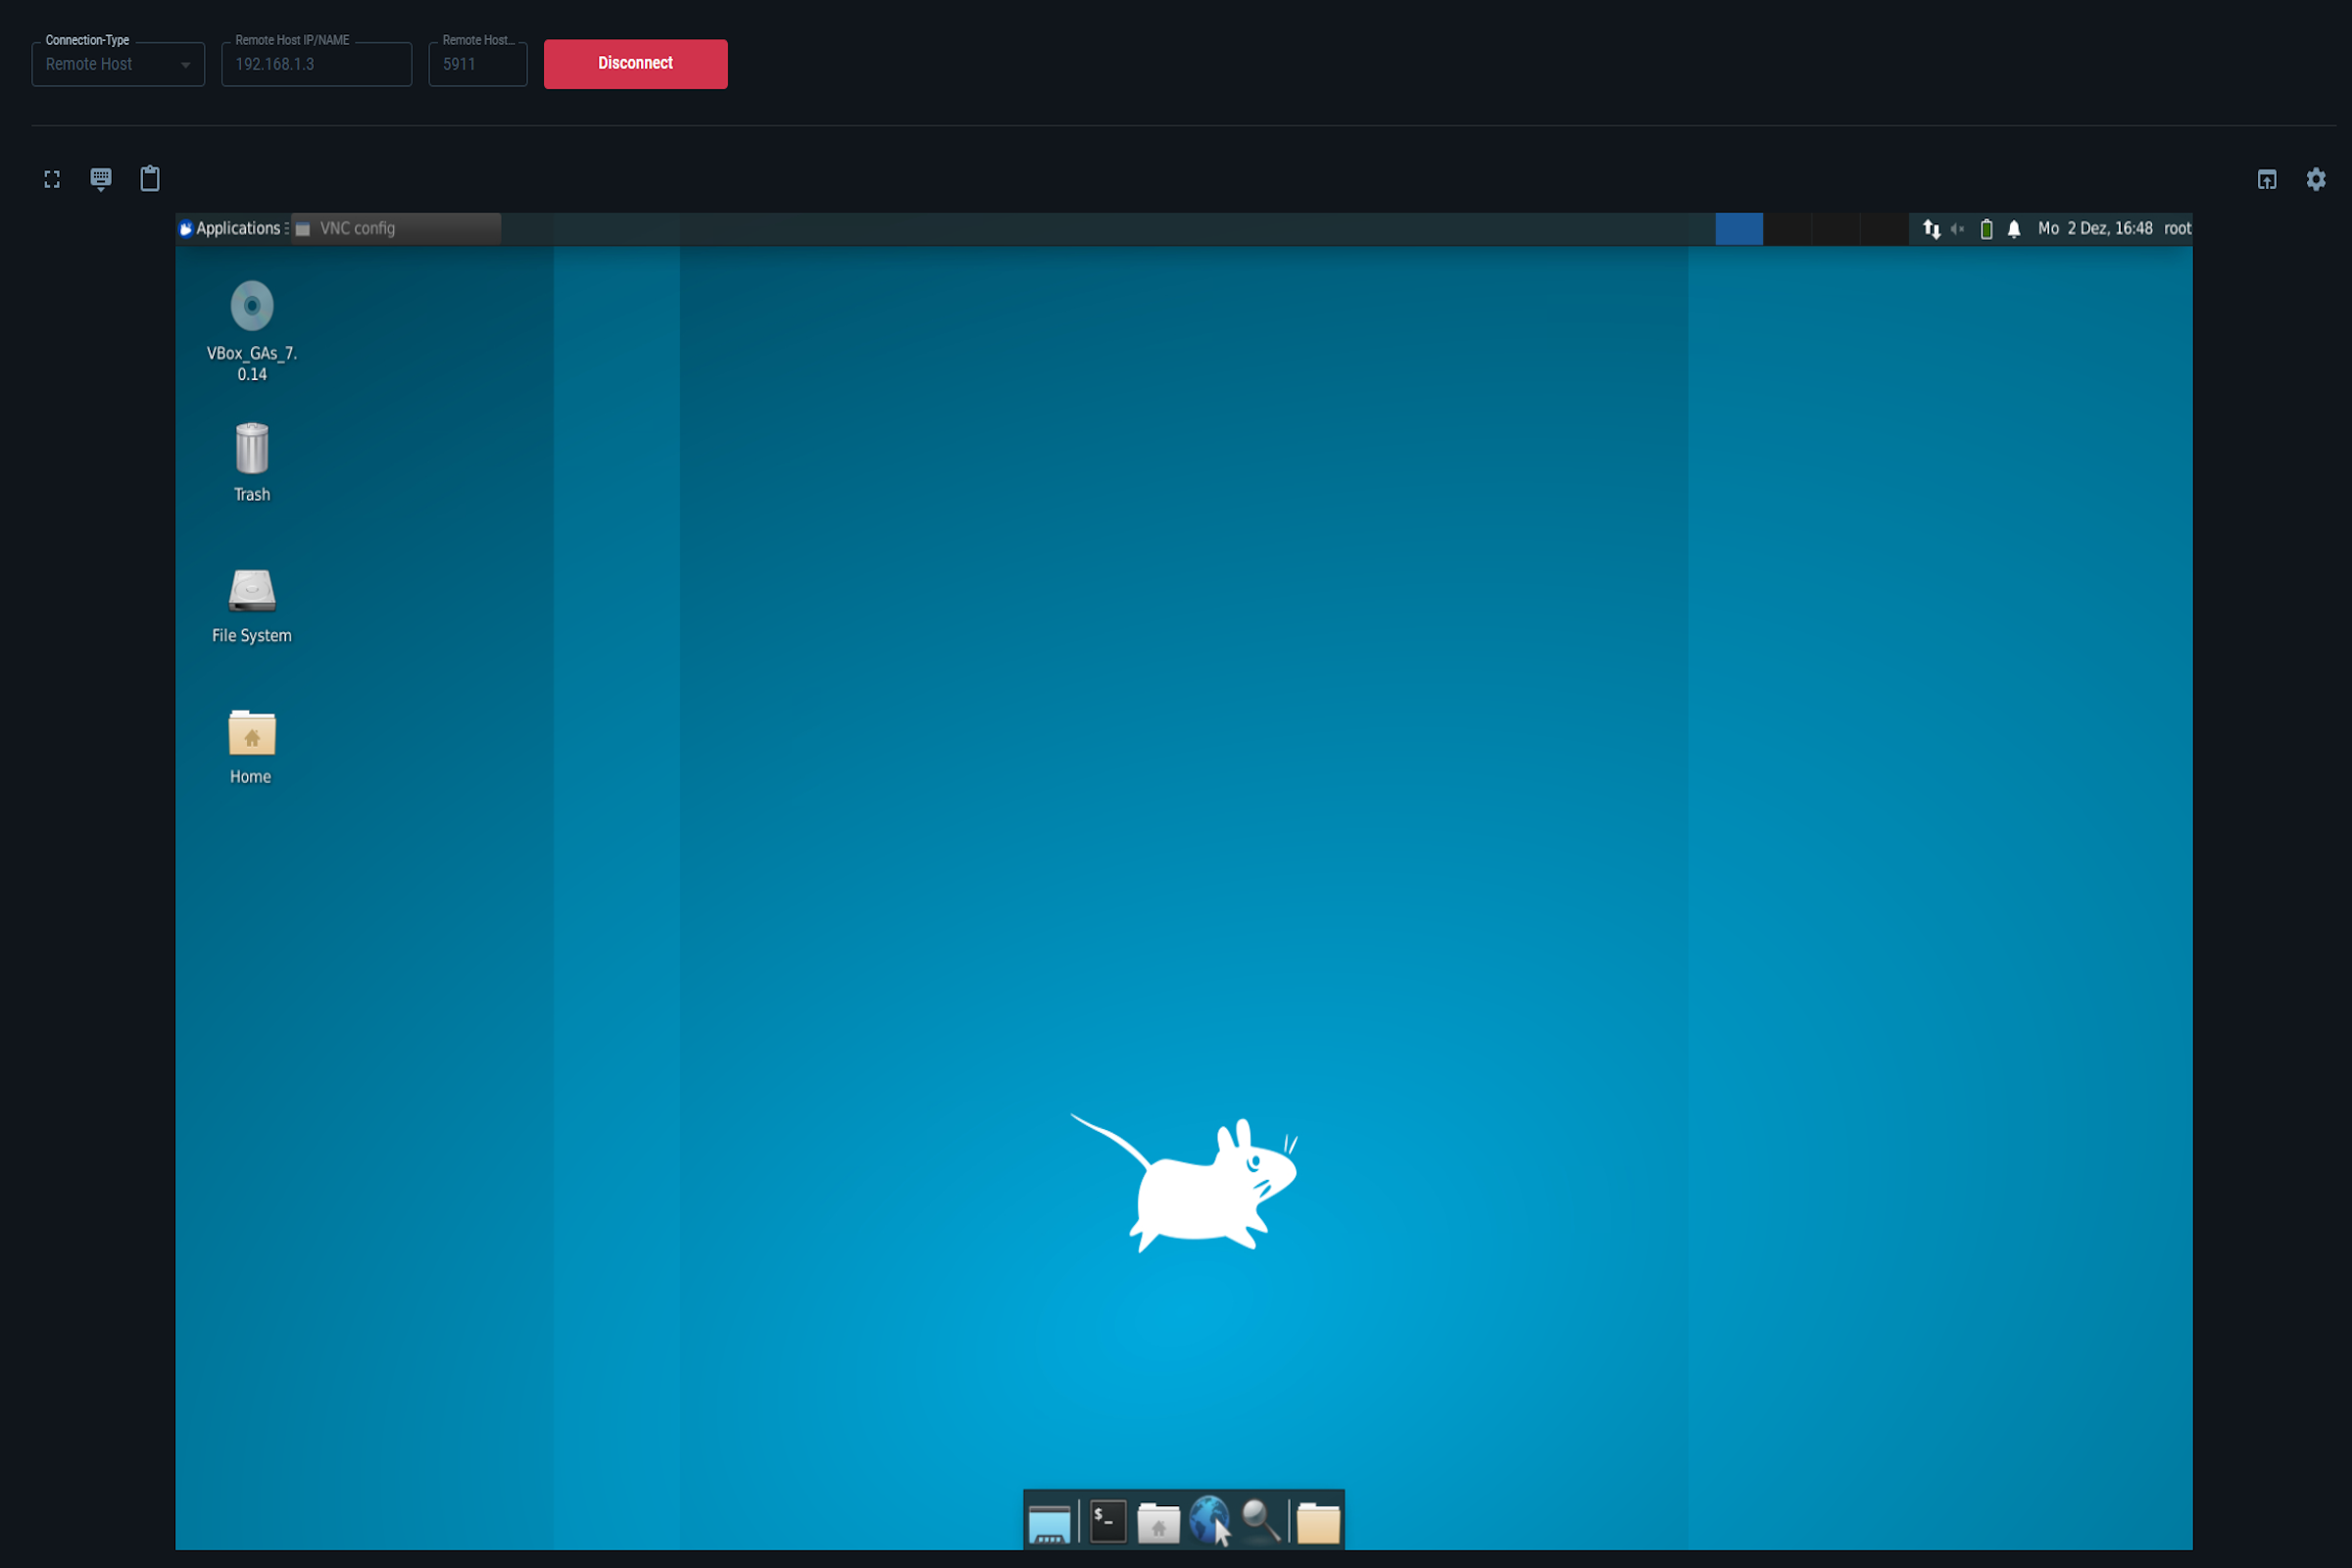 Connection-Type
Remote Host
Remote Host IP/NAME
192.168.1.3
Remote Host...
5911
Disconnect
Applications
VNC config
Mo 2 Dez, 16:48 root
VBox_GAs_7.
0.14
Trash
File System
Home
$_